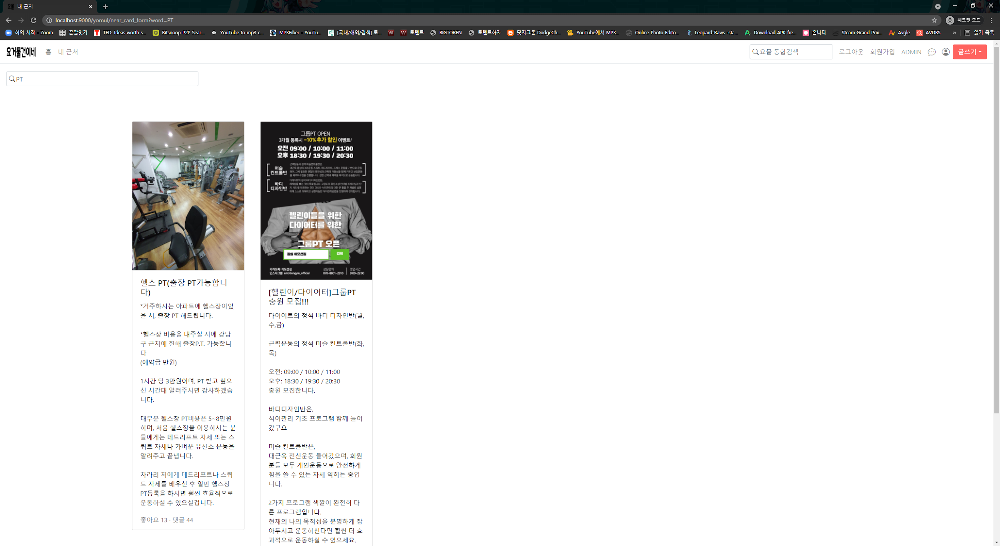 요물 내 근처
localhost:9000/yomul/near_card_form?word=PT
시크릿 모드
회의 시작 - Zoom
끝말잇기
TED: Ideas worth s...
Bitsnoop P2P Sear...
YouTube to mp3 c...
MP3Fiber - YouTu...
[국내/해외/검색] 토...
토렌트
BIGTOREN
토렌트하자
닷지크롬 DodgeCh...
YouTube에서 MP3...
Online Photo Edito...
Leopard-Raws -sta...
Download APK fre...
온나다
Steam Grand Prix...
Avgle
AVDBS
»
읽기 목록
요거물건이네
홈
내 근처
요물 통합검색
로그아웃
회원가입
ADMIN
글쓰기
PT
헬스 PT(출장 PT가능합니
다)
*거주하시는 아파트에 헬스장이있
을 시, 출장 PT 해드립니다.
*헬스장 비용을 내주실 시에 강남
구 근처에 한해 출장P.T. 가능합니
다
(예약금 만원)
1시간 당 3만원이며, PT 받고 싶으
신 시간대 알려주시면 감사하겠습
니다.
대부분 헬스장 PT비용은 5~8만원
하며, 처음 헬스장을 이용하시는 분
들에게는 데드리프트 자세 또는 스
쿼트 자세나 가벼운 유산소 운동을
알려주고 끝냅니다.
차라리 저에게 데드리프트나 스쿼
드 자세를 배우신 후 일반 헬스장
PT등록을 하시면 훨씬 효율적으로
운동하실 수 있으실겁니다.
좋아요 13 · 댓글 44
그룹PT OPEN
3개월 등록시 -10% 추가 할인 이벤트!
오전 09:00 / 10:00 / 11:00
오후 18:30 / 19:30 / 20:30
머슬
컨트롤반
바디
디자인반
헬린이들을 위한
다이어터를 위한
그룹PT 오픈
잠실 이모션짐
검색
카카오톡: 이모션짐
인스타그램: emotiongym_official
상담문의
070-8801-2510
영업시간
9:00~22:00
[헬린이/다이어터]그룹PT
충원 모집!!!
다이어트의 정석 바디 디자인반(월,
수,금)
근력운동의 정석 머슬 컨트롤반(화,
목)
오전: 09:00 / 10:00 / 11:00
오후: 18:30 / 19:30 / 20:30
충원 모집합니다.
바디디자인반은,
식이관리 기초 프로그램 함께 들어
갔구요
머슬 컨트롤반은,
대근육 전신운동 들어갔으며, 회원
분들 모두 개인운동으로 안전하게
힘을 쓸 수 있는 자세 익히는 중입
니다.
2가지 프로그램 색깔이 완전히 다
른 프로그램입니다.
현재의 나의 목적성을 분명하게 잡
아두시고 운동하신다면 훨씬 더 효
과적으로 운동하실 수 있으세요.